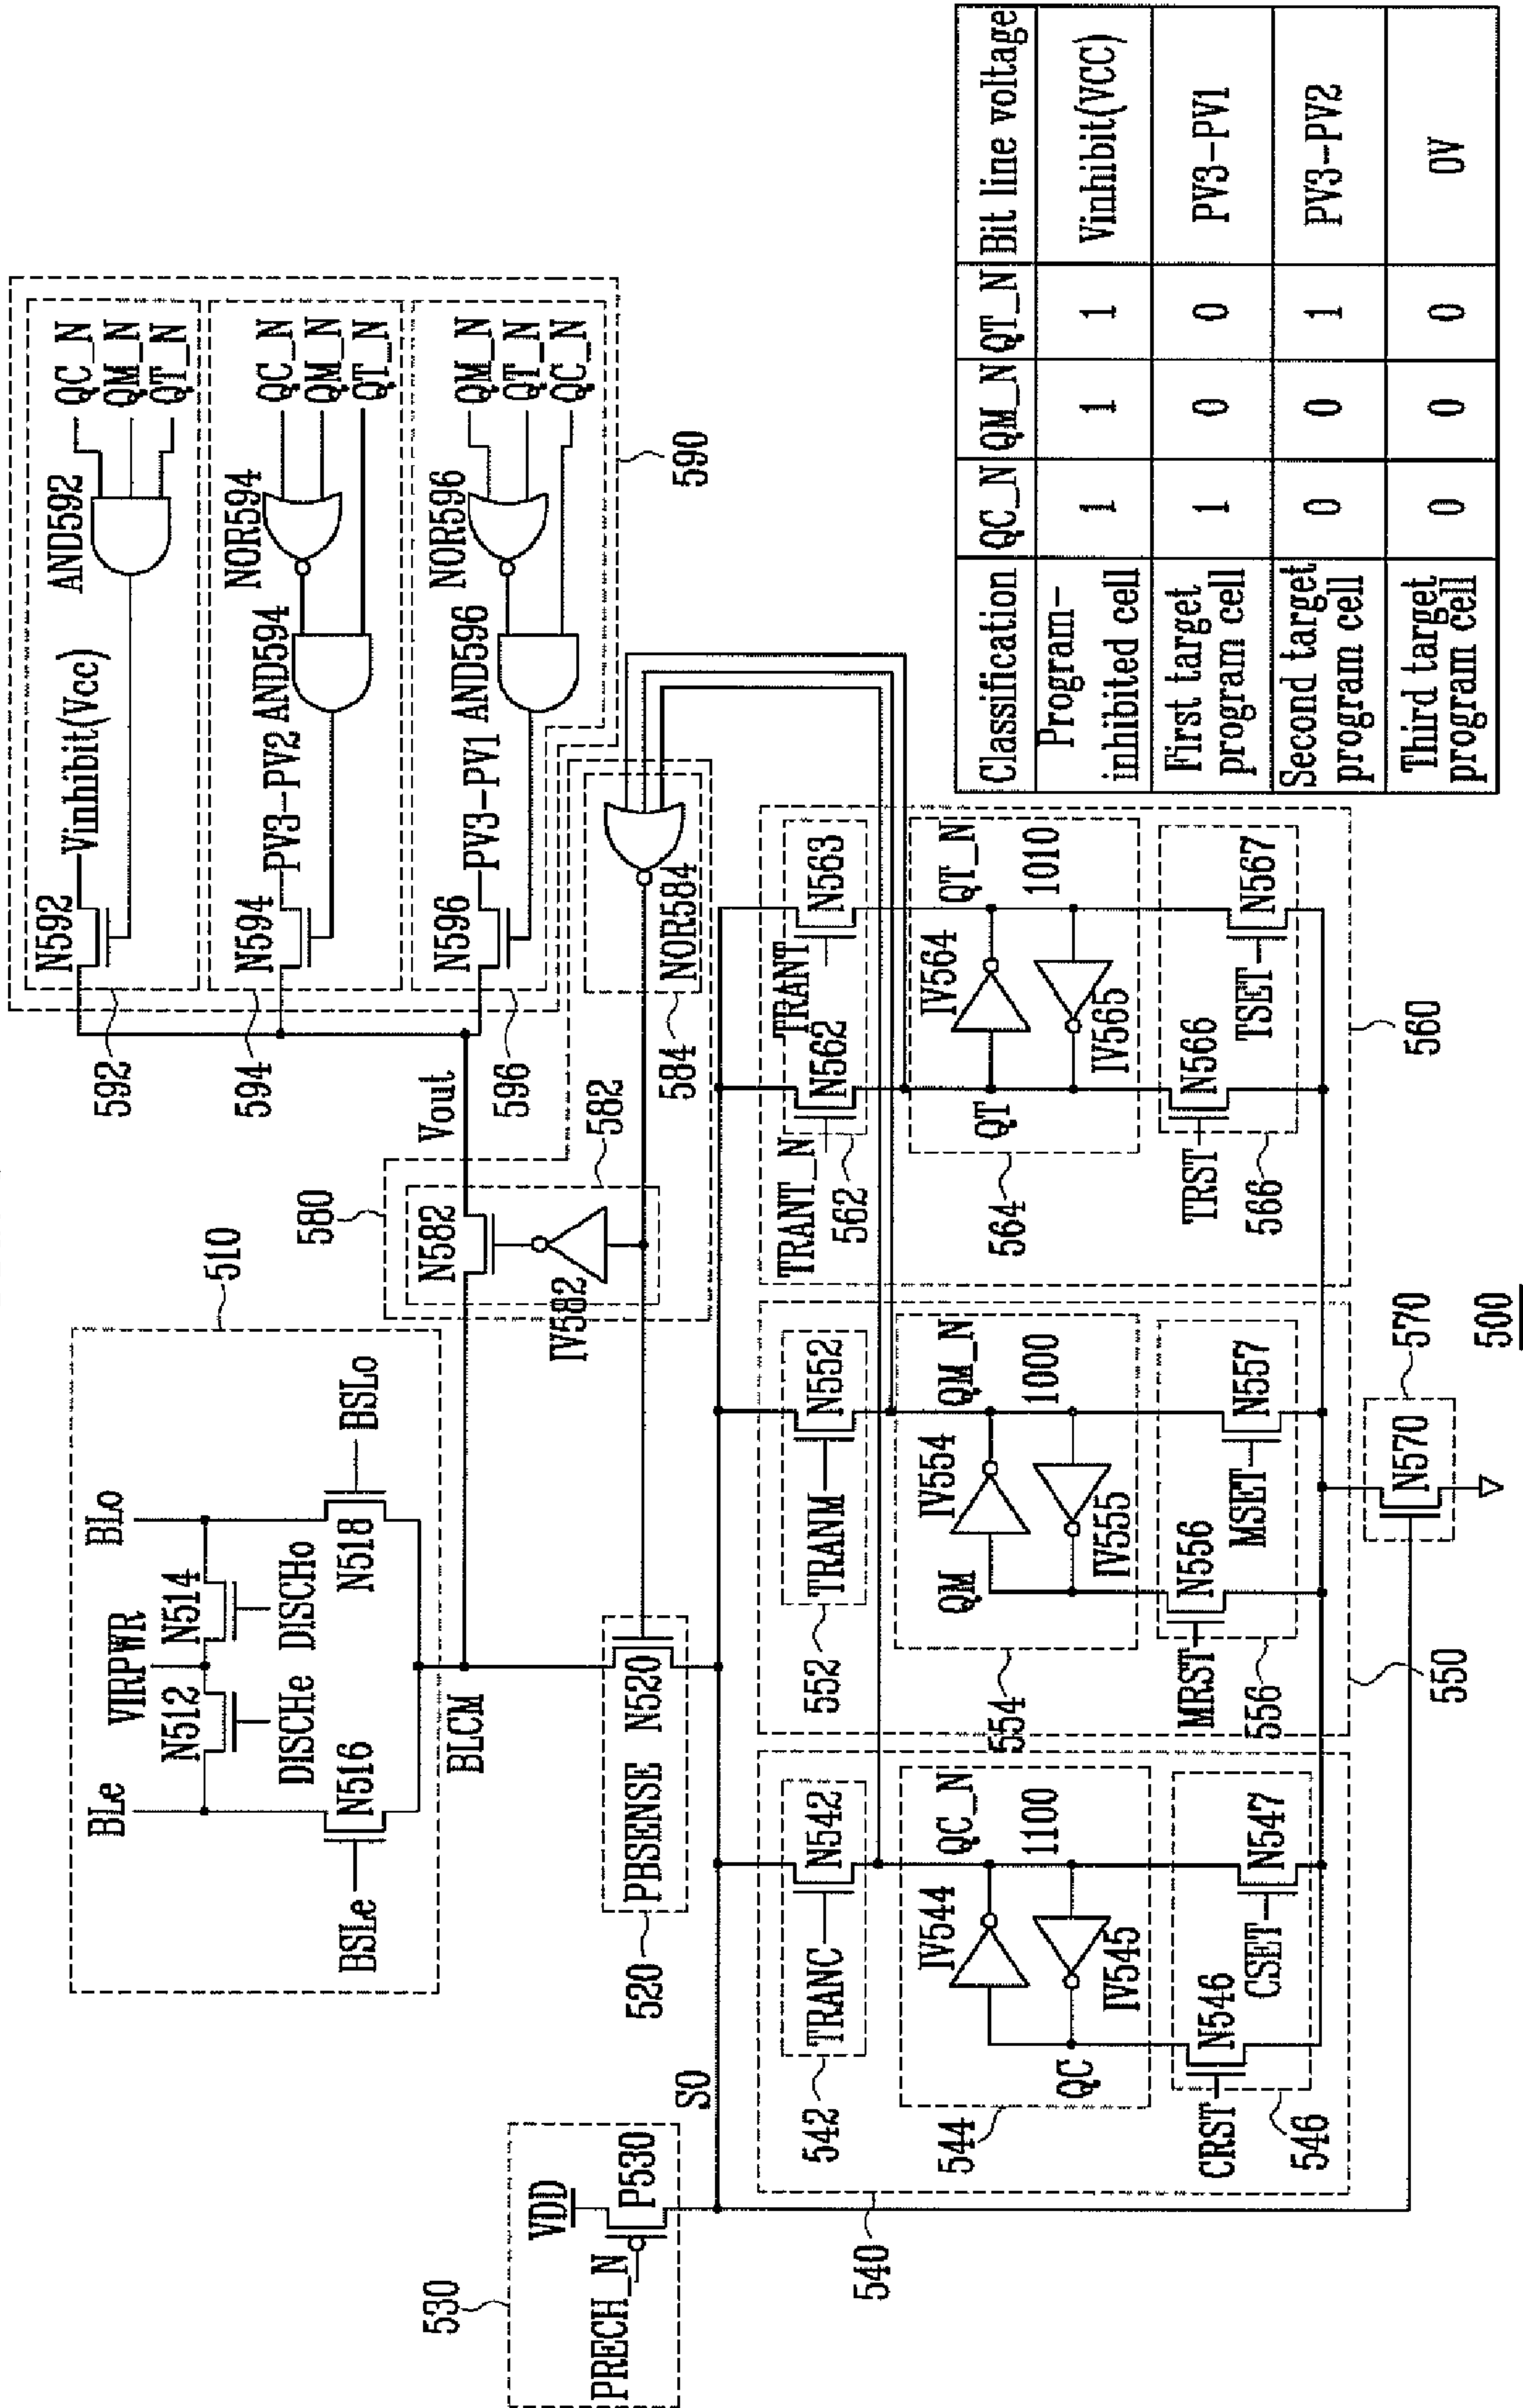 BLe
BLo
VIRPWR
N512
N514
DISCHe
DISCHo
N516
N518
BSLe
BSLo
510
BLCM
530
VDD
PRECH_N
P530
SO
520
PBSENSE
N520
580
N582
IV582
582
Vout
584
NOR584
592
N592
Vinhibit(Vcc)
AND592
QC_N
QM_N
QT_N
594
N594
PV3-PV2
AND594
NOR594
QC_N
QM_N
QT_N
596
N596
PV3-PV1
AND596
NOR596
QM_N
QT_N
QC_N
590
540
542
TRANC
N542
544
IV544
QC_N
1100
IV545
QC
546
CRST
N546
CSET
N547
550
552
TRANM
N552
554
QM
IV554
QM_N
1000
IV555
556
MRST
N556
MSET
N557
560
562
TRANT_N
N562
TRANT
N563
564
QT
IV564
QT_N
1010
IV565
566
TRST
N566
TSET
N567
570
N570
500
Classification QC_N QM_N QT_N Bit line voltage
Program-
inhibited cell 1 1 1 Vinhibit(VCC)
First target
program cell 1 0 0 PV3-PV1
Second target
program cell 0 0 1 PV3-PV2
Third target
program cell 0 0 0 0V